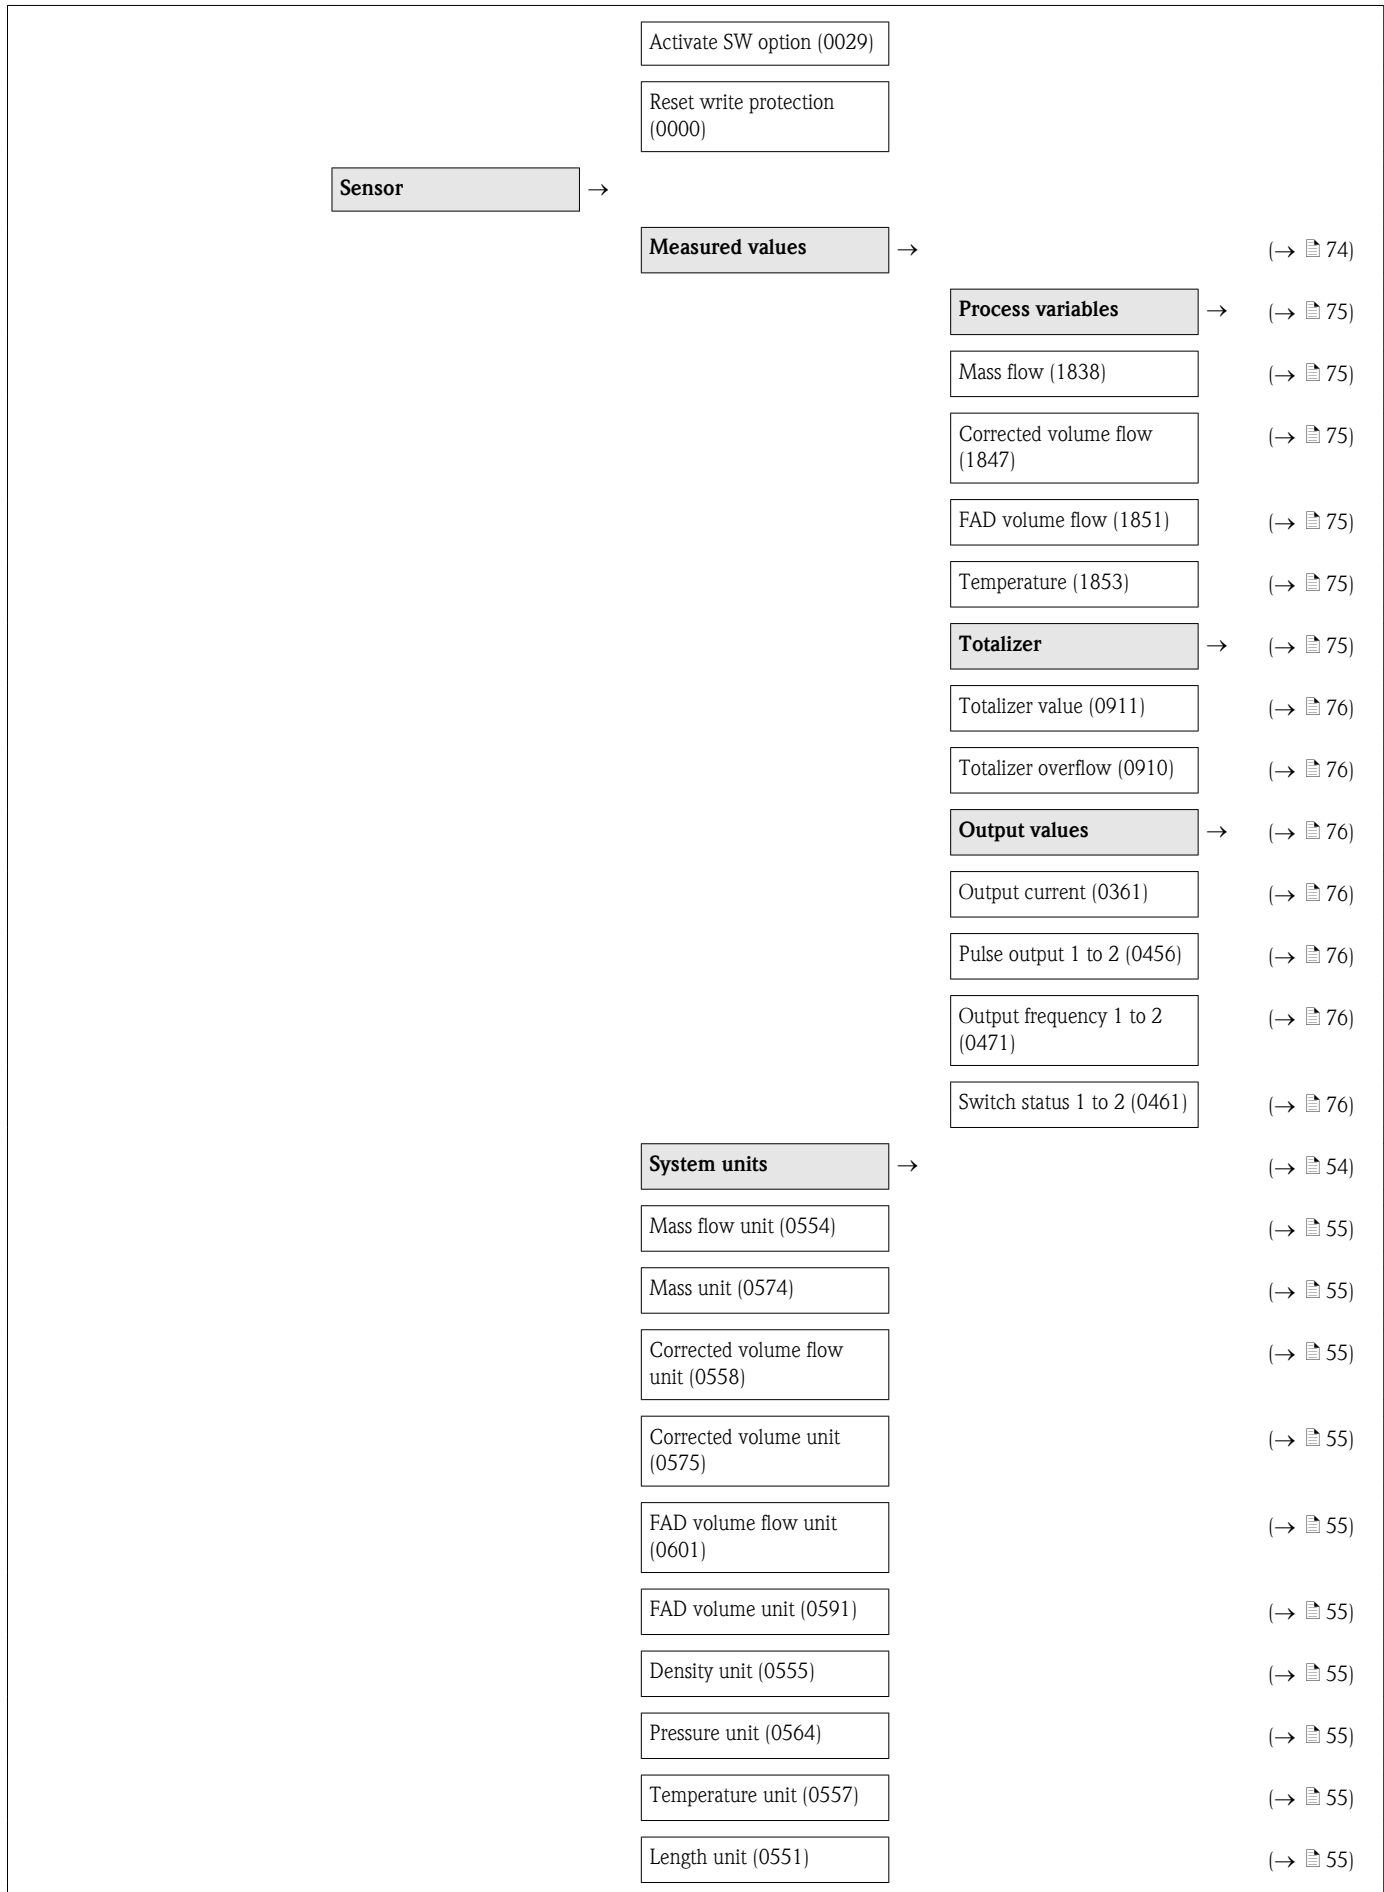 Activate SW option (0029)
Reset write protection
(0000)
Sensor →
Measured values → (→ 74)
Process variables → (→ 75)
Mass flow (1838) (→ 75)
Corrected volume flow (→ 75)
(1847)
FAD volume flow (1851) (→ 75)
Temperature (1853) (→ 75)
Totalizer → (→ 75)
Totalizer value (0911) (→ 76)
Totalizer overflow (0910) (→ 76)
Output values → (→ 76)
Output current (0361) (→ 76)
Pulse output 1 to 2 (0456) (→ 76)
Output frequency 1 to 2 (→ 76)
(0471)
Switch status 1 to 2 (0461) (→ 76)
System units → (→ 54)
Mass flow unit (0554) (→ 55)
Mass unit (0574) (→ 55)
Corrected volume flow (→ 55)
unit (0558)
Corrected volume unit (→ 55)
(0575)
FAD volume flow unit (→ 55)
(0601)
FAD volume unit (0591) (→ 55)
Density unit (0555) (→ 55)
Pressure unit (0564) (→ 55)
Temperature unit (0557) (→ 55)
Length unit (0551) (→ 55)